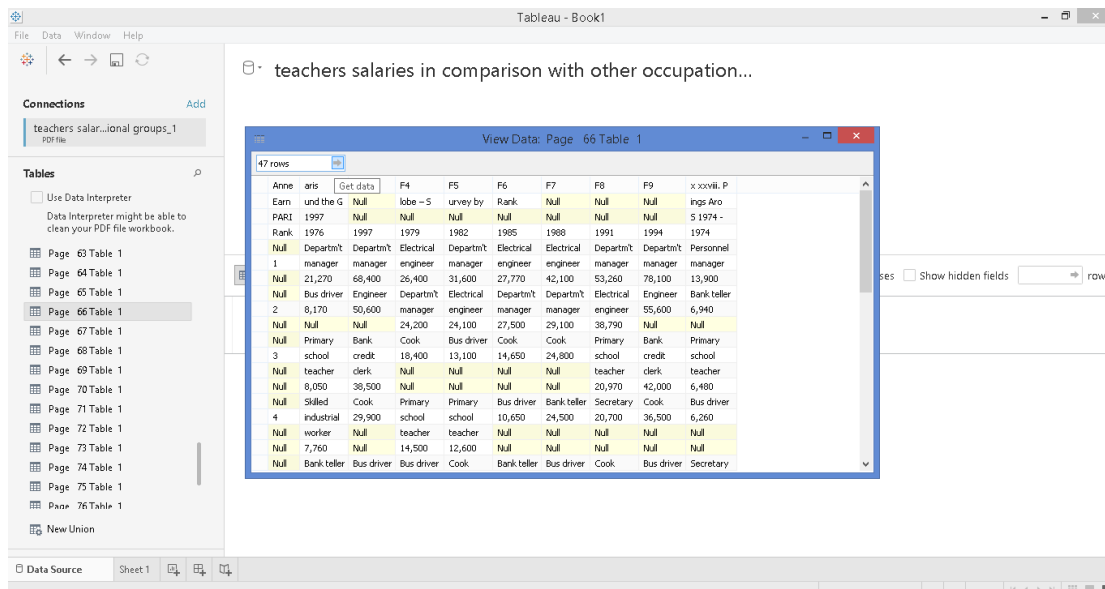 Tableau - Book1
File Data Window Help
teachers salaries in comparison with other occupation...
Connections Add
teachers salar...ional groups_1
PDF file
Tables
Use Data Interpreter
Data Interpreter might be able to
clean your PDF file workbook.
Page 63 Table 1
Page 64 Table 1
Page 65 Table 1
Page 66 Table 1
Page 67 Table 1
Page 68 Table 1
Page 69 Table 1
Page 70 Table 1
Page 71 Table 1
Page 72 Table 1
Page 73 Table 1
Page 74 Table 1
Page 75 Table 1
Page 76 Table 1
New Union
View Data: Page 66 Table 1
47 rows
Get data
Anne aris F4 F5 F6 F7 F8 F9 x xxviii. P
Earn und the G Null lobe – S urvey by Rank Null Null Null ings Aro
PARI 1997 Null Null Null Null Null Null Null S 1974 -
Rank 1976 1997 1979 1982 1985 1988 1991 1994 1974
Null Departm't Departm't Electrical Departm't Electrical Electrical Departm't Departm't Personnel
1 manager manager engineer manager engineer engineer manager manager manager
Null 21,270 68,400 26,400 31,600 27,770 42,100 53,260 78,100 13,900
Null Bus driver Engineer Departm't Electrical Departm't Departm't Electrical Engineer Bank teller
2 8,170 50,600 manager engineer manager manager engineer 55,600 6,940
Null Null Null 24,200 24,100 27,500 29,100 38,790 Null Null
Null Primary Bank Cook Bus driver Cook Cook Primary Bank Primary
3 school credit 18,400 13,100 14,650 24,800 school credit school
Null teacher clerk Null Null Null Null teacher clerk teacher
Null 8,050 38,500 Null Null Null Null 20,970 42,000 6,480
Null Skilled Cook Primary Primary Bus driver Bank teller Secretary Cook Bus driver
4 industrial 29,900 school school 10,650 24,500 20,700 36,500 6,260
Null worker Null teacher teacher Null Null Null Null Null
Null 7,760 Null 14,500 12,600 Null Null Null Null Null
Null Bank teller Bus driver Bus driver Cook Bank teller Bus driver Cook Bus driver Secretary
Show hidden fields
Data Source Sheet 1